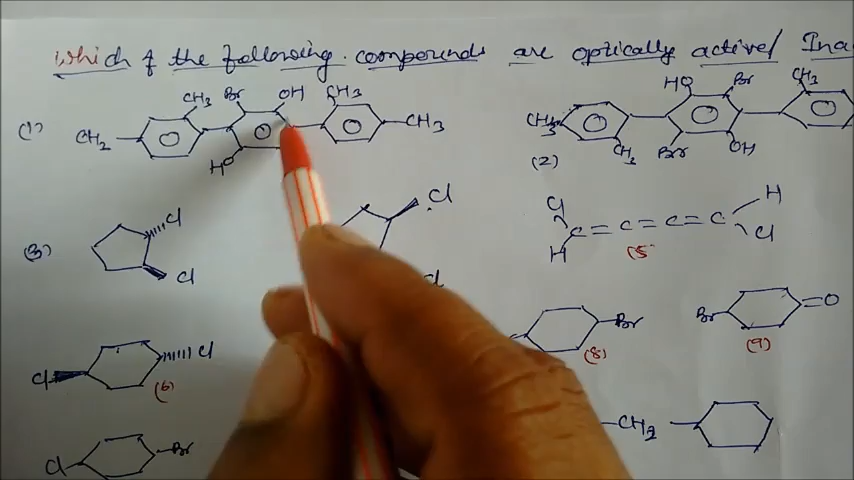 which of the following compounds are optically active/ Ina
CH3 Br OH CH3 HO Br CH3
(1) CH2 CH3 CH3
HO (2) CH3 Br OH
Cl Cl Cl H
(3) C = C = C = C
Cl H (5) Cl
Br Br =O
Cl Cl (8) (9)
(6)
Br CH2
Cl